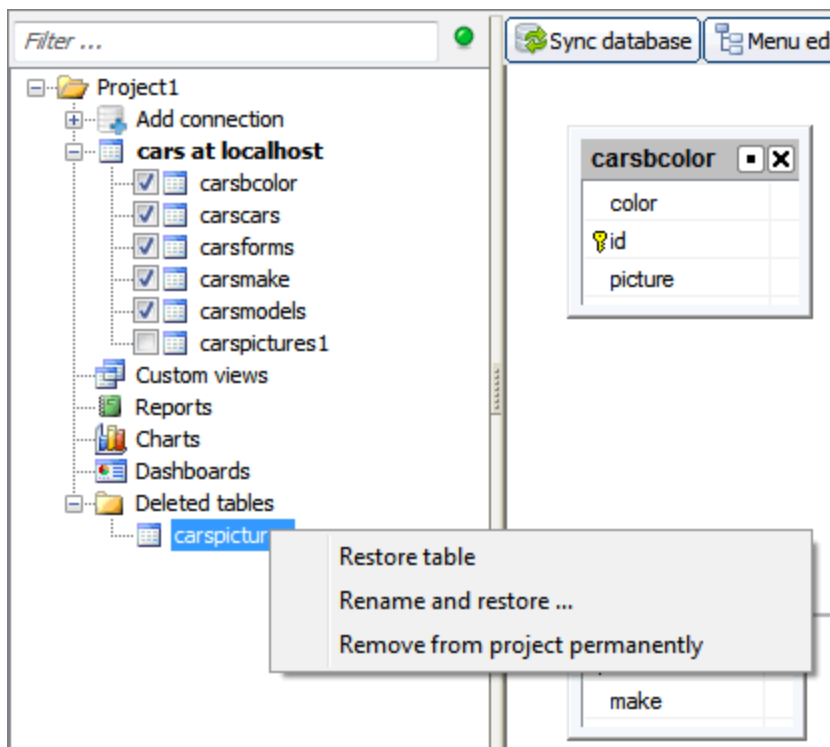 Filter ...
Sync database
Menu ed
Project1
Add connection
cars at localhost
carsbcolor
carscars
carsforms
carsmake
carsmodels
carspictures1
Custom views
Reports
Charts
Dashboards
Deleted tables
carspictur
carsbcolor
color
id
picture
Restore table
Rename and restore ...
Remove from project permanently
make